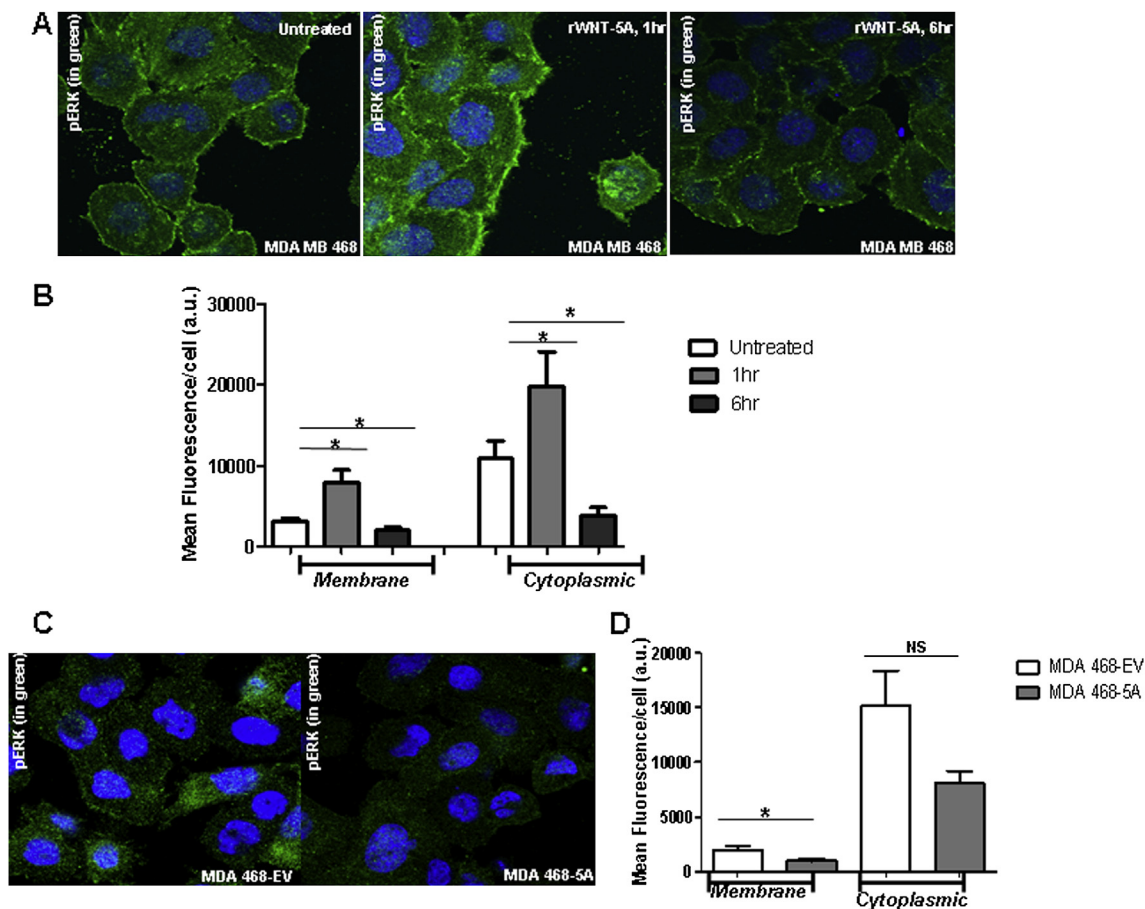 A
pERK (in green)
Untreated
MDA MB 468
pERK (in green)
rWNT-5A, 1hr
MDA MB 468
pERK (in green)
rWNT-5A, 6hr
MDA MB 468
B
Mean Fluorescence/cell (a.u.)
30000
20000
10000
0
*
*
*
*
Membrane
Cytoplasmic
Untreated
1hr
6hr
C
pERK (in green)
MDA 468-EV
pERK (in green)
MDA 468-5A
D
Mean Fluorescence/cell (a.u.)
20000
15000
10000
5000
0
*
NS
Membrane
Cytoplasmic
MDA 468-EV
MDA 468-5A